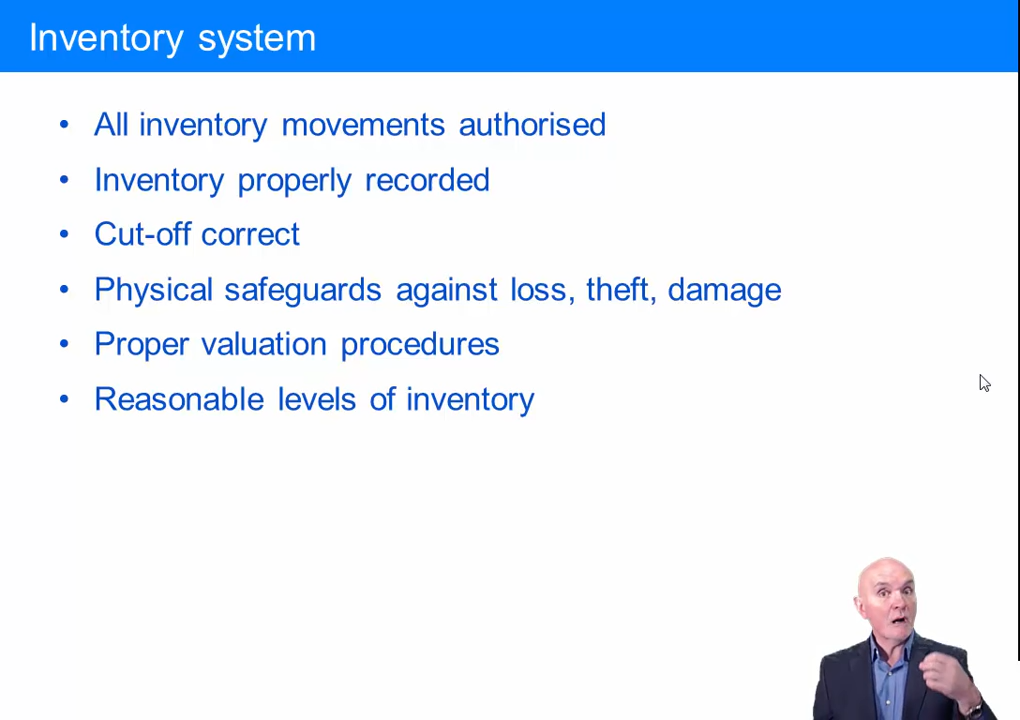 Inventory system
• All inventory movements authorised
• Inventory properly recorded
• Cut-off correct
• Physical safeguards against loss, theft, damage
• Proper valuation procedures
• Reasonable levels of inventory